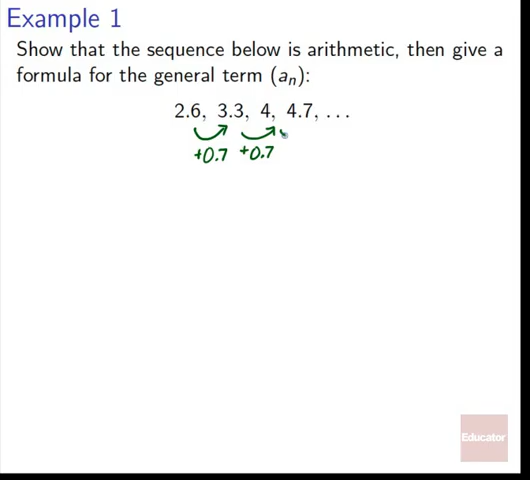 Example 1
Show that the sequence below is arithmetic, then give a
formula for the general term (aₙ):
2.6, 3.3, 4, 4.7, ...
+0.7 +0.7
Educator